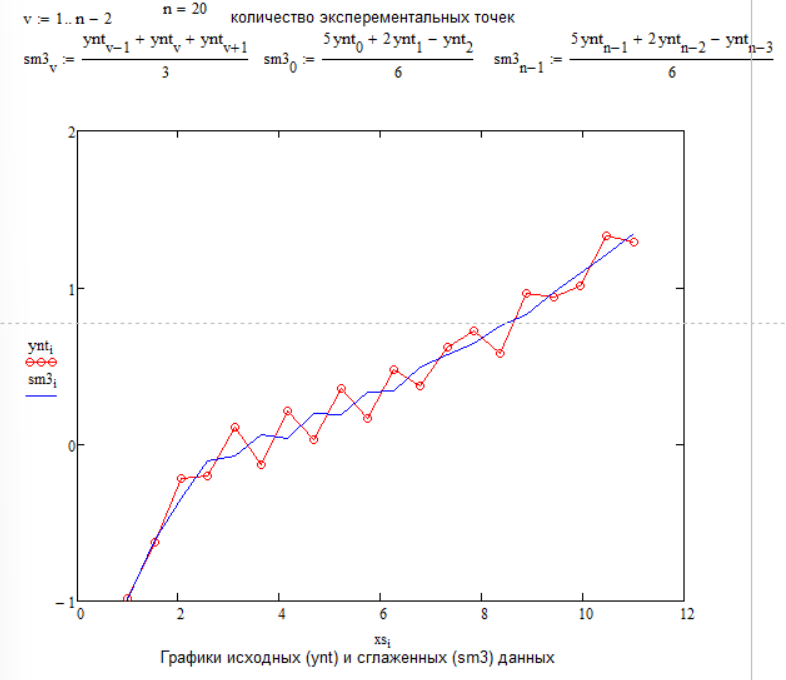 v := 1.. n − 2 n = 20 количество эксперементальных точек
sm3_v := (ynt_{v−1} + ynt_v + ynt_{v+1}) / 3 sm3_0 := (5 ynt_0 + 2 ynt_1 − ynt_2) / 6 sm3_{n−1} := (5 ynt_{n−1} + 2 ynt_{n−2} − ynt_{n−3}) / 6
2
1
ynt_i
sm3_i
0
−1
0 2 4 6 8 10 12
xs_i
Графики исходных (ynt) и сглаженных (sm3) данных